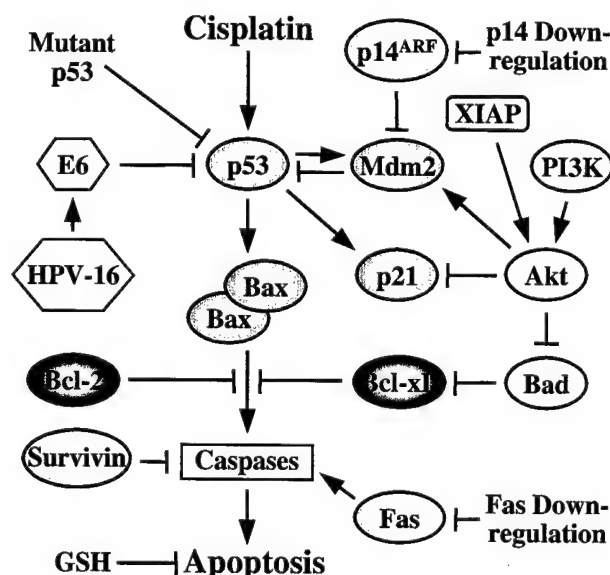 Mutant
p53
Cisplatin
p14ARF
p14 Down-
regulation
XIAP
E6
p53
Mdm2
PI3K
HPV-16
Bax
Bax
p21
Akt
Bcl-2
Bcl-xL
Bad
Survivin
Caspases
Fas
Fas Down-
regulation
GSH
Apoptosis